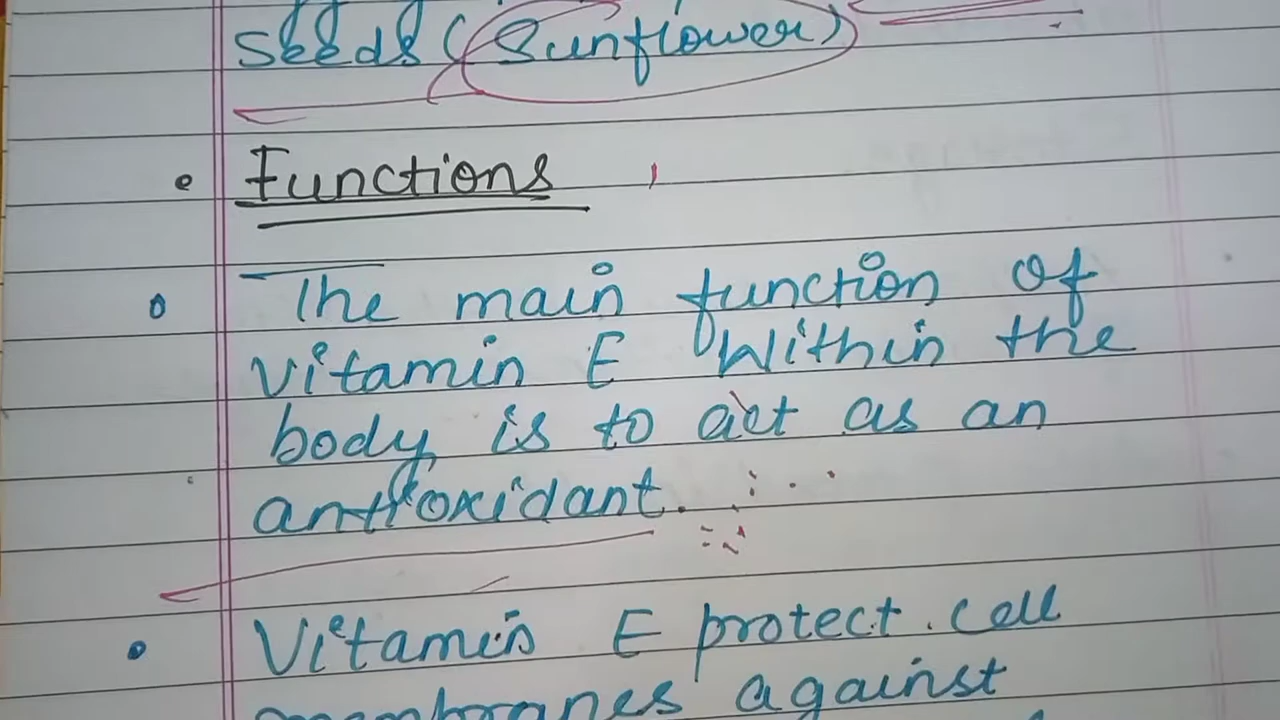 seeds (Sunflower)
Functions
The main function of
Vitamin E Within the
body is to act as an
antioxidant.
Vitamin E protect cell
membranes against